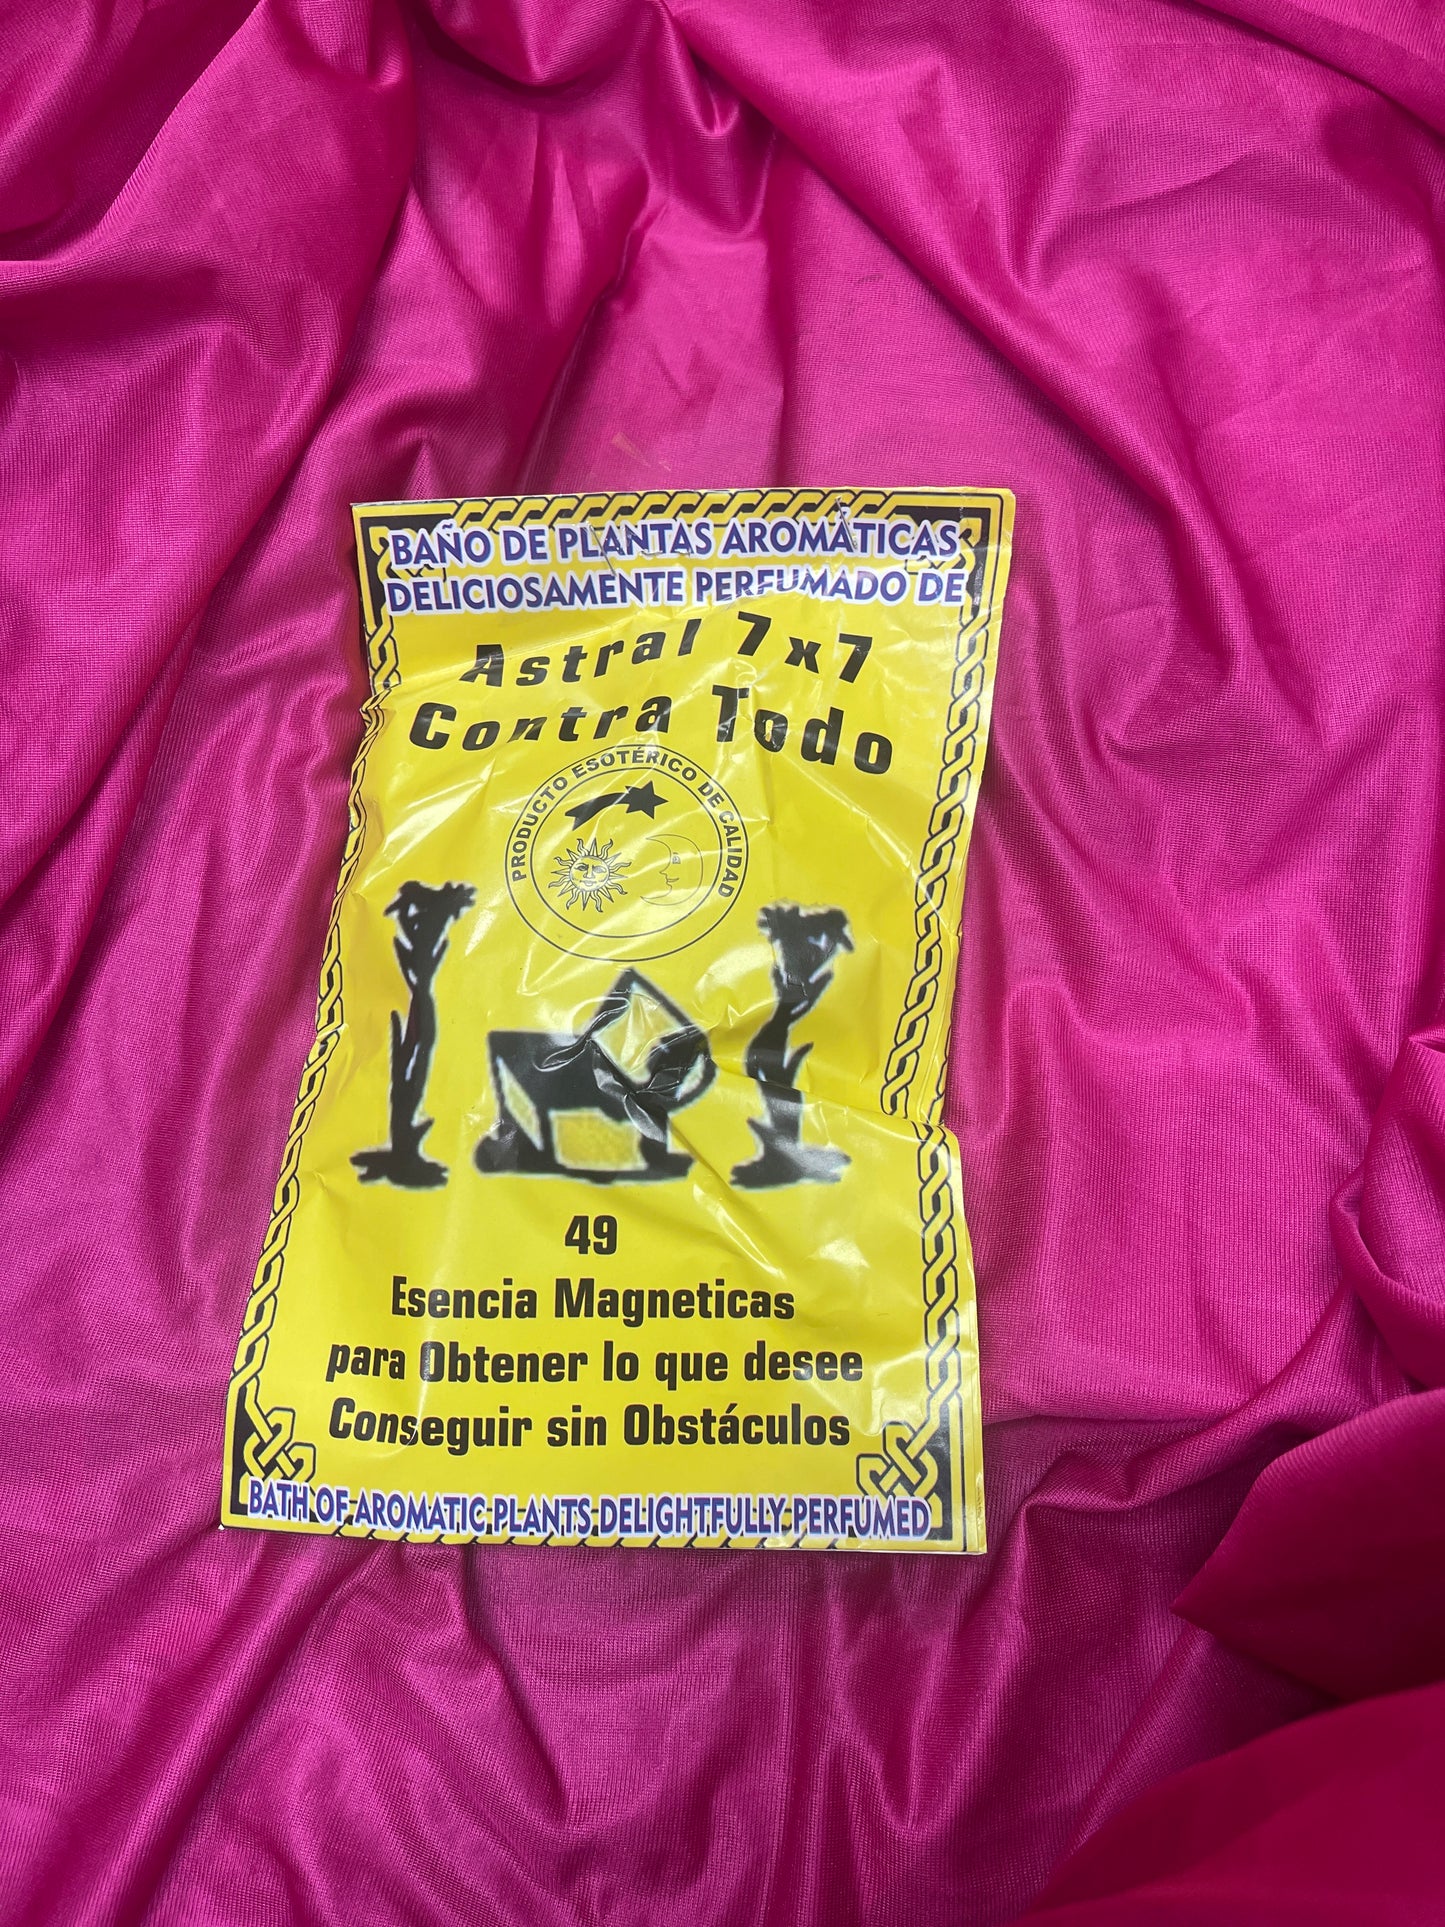 BAÑO DE PLANTAS AROMÁTICAS
DELICIOSAMENTE PERFUMADO DE
Astral 7x7
Contra Todo
PRODUCTO ESOTÉRICO DE CALIDAD
49
Esencia Magneticas
para Obtener lo que desee
Conseguir sin Obstáculos
BATH OF AROMATIC PLANTS DELIGHTFULLY PERFUMED